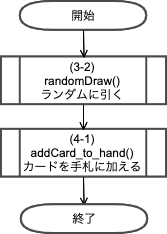 開始
(3-2)
randomDraw()
ランダムに引く
(4-1)
addCard_to_hand()
カードを手札に加える
終了